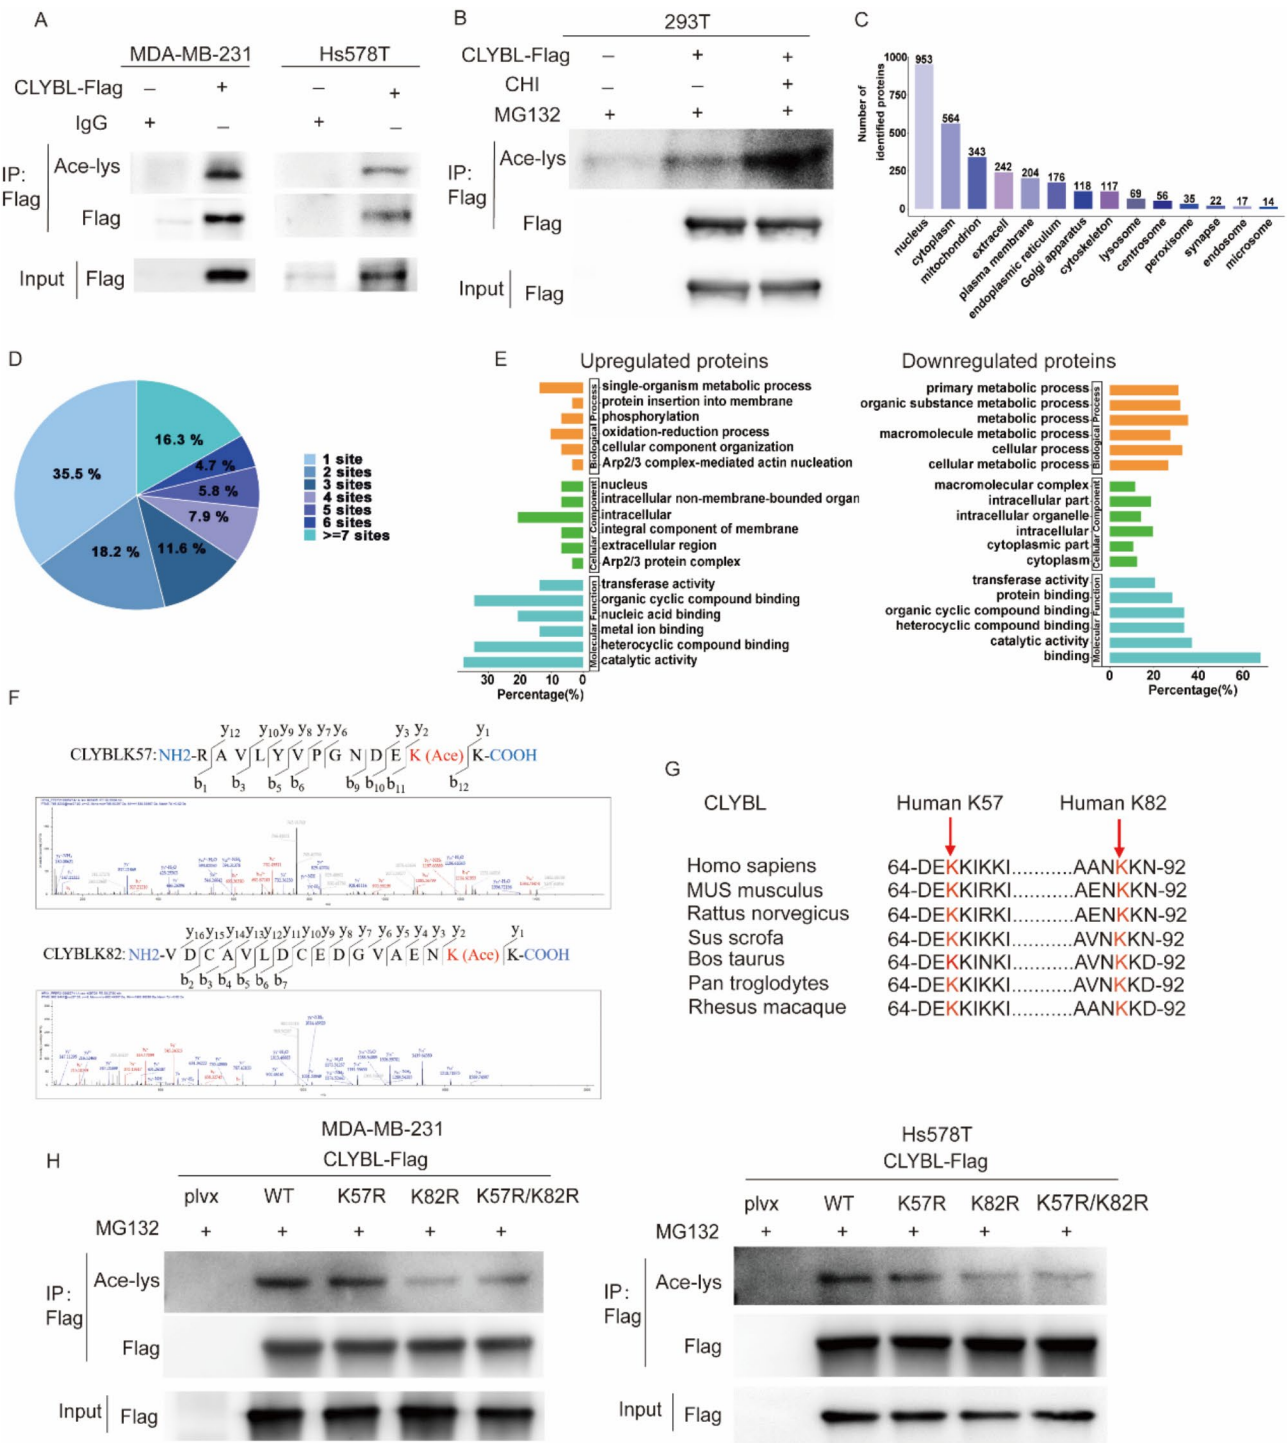 A
MDA-MB-231 Hs578T
CLYBL-Flag – + – +
IgG + – + –
IP: Flag
Ace-lys
Flag
Input Flag
B
293T
CLYBL-Flag – + +
CHI – – +
MG132 + + +
IP: Flag
Ace-lys
Flag
Input Flag
C
Number of
identified proteins
1000
750
500
250
0
953 564 343 242 204 176 118 117 69 56 35 22 17 14
nucleus
cytoplasm
mitochondrion
extracell
plasma membrane
endoplasmic reticulum
Golgi apparatus
cytoskeleton
lysosome
centrosome
peroxisome
synapse
endosome
microsome
D
16.3 %
4.7 %
5.8 %
7.9 %
11.6 %
18.2 %
35.5 %
1 site
2 sites
3 sites
4 sites
5 sites
6 sites
>=7 sites
E
Upregulated proteins
Biological Process
single-organism metabolic process
protein insertion into membrane
phosphorylation
oxidation-reduction process
cellular component organization
Arp2/3 complex-mediated actin nucleation
Cellular Component
nucleus
intracellular non-membrane-bounded organ
intracellular
integral component of membrane
extracellular region
Arp2/3 protein complex
Molecular Function
transferase activity
organic cyclic compound binding
nucleic acid binding
metal ion binding
heterocyclic compound binding
catalytic activity
30 20 10 0
Percentage(%)
Downregulated proteins
Biological Process
primary metabolic process
organic substance metabolic process
metabolic process
macromolecule metabolic process
cellular process
cellular metabolic process
Cellular Component
macromolecular complex
intracellular part
intracellular organelle
intracellular
cytoplasmic part
cytoplasm
Molecular Function
transferase activity
protein binding
organic cyclic compound binding
heterocyclic compound binding
catalytic activity
binding
0 20 40 60
Percentage(%)
F
y12 y10 y9 y8 y7 y6 y3 y2 y1
CLYBLK57: NH2-R A V L Y V P G N D E K (Ace) K-COOH
b1 b3 b5 b6 b9 b10 b11 b12
y16 y15 y14 y13 y12 y11 y10 y9 y8 y7 y6 y5 y4 y3 y2 y1
CLYBLK82: NH2-V D C A V L D C E D G V A E N K (Ace) K-COOH
b2 b3 b4 b5 b6 b7
G
CLYBL Human K57 Human K82
Homo sapiens 64-DEKKIKKI...........AANKKN-92
MUS musculus 64-DEKKIRKI...........AENKKN-92
Rattus norvegicus 64-DEKKIRKI...........AENKKN-92
Sus scrofa 64-DEKKIKKI...........AVNKKN-92
Bos taurus 64-DEKKINKI...........AVNKKD-92
Pan troglodytes 64-DEKKIKKI...........AVNKKD-92
Rhesus macaque 64-DEKKIKKI...........AANKKD-92
H
MDA-MB-231
CLYBL-Flag
plvx WT K57R K82R K57R/K82R
MG132 + + + + +
IP: Flag
Ace-lys
Flag
Input Flag
Hs578T
CLYBL-Flag
plvx WT K57R K82R K57R/K82R
MG132 + + + + +
IP: Flag
Ace-lys
Flag
Input Flag